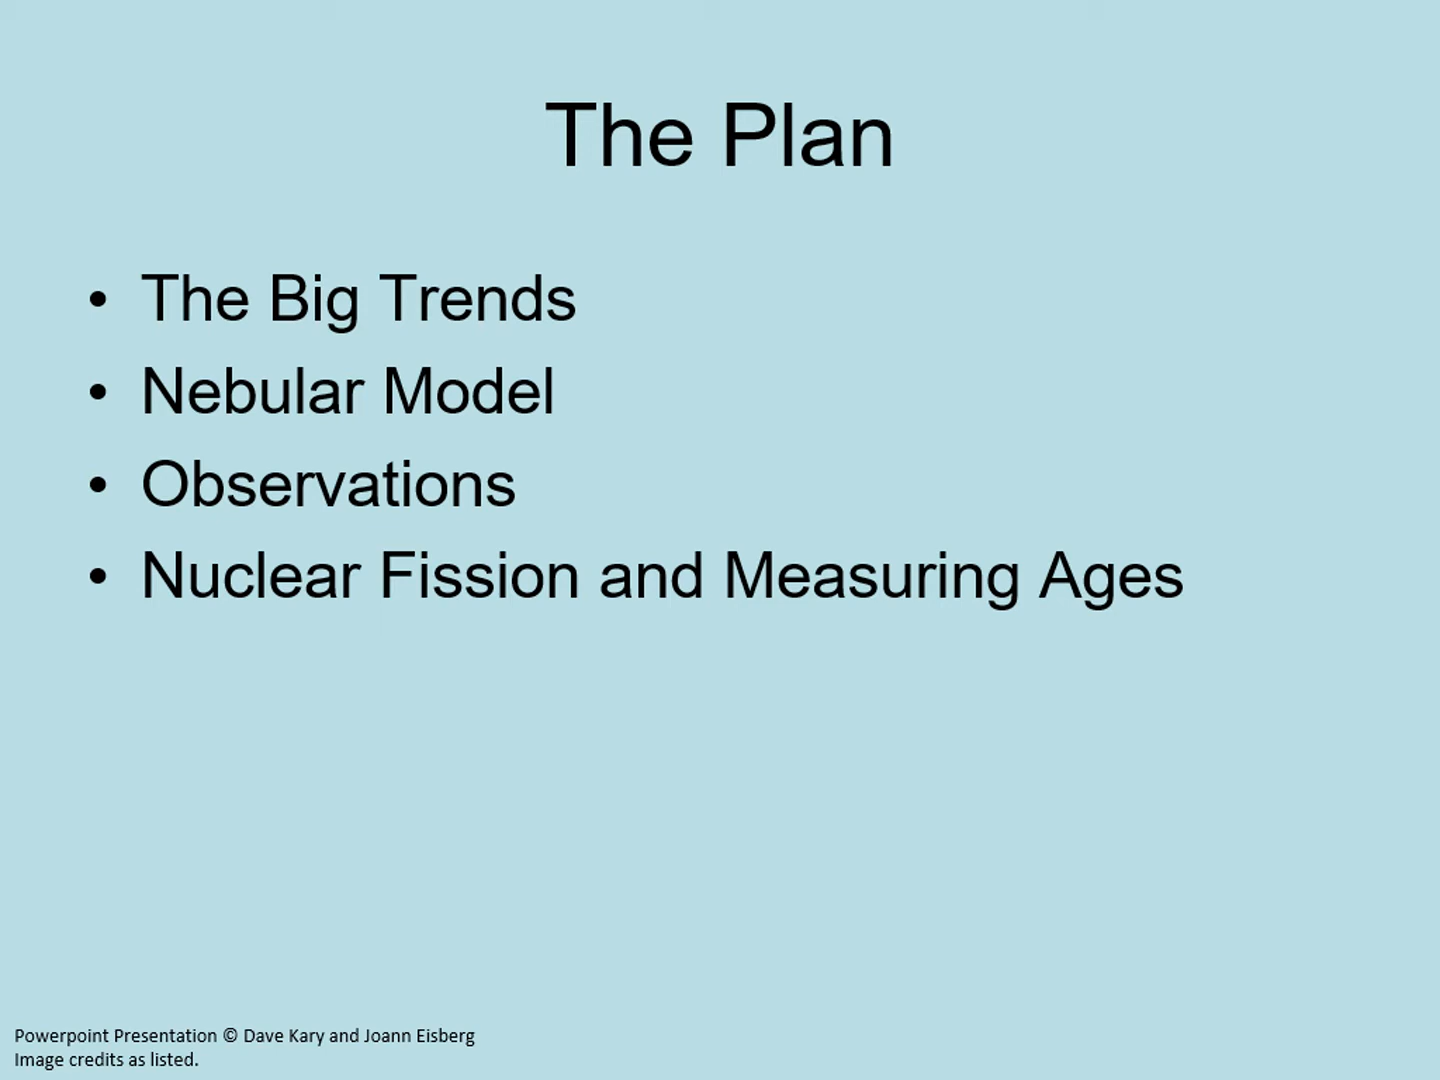 The Plan
• The Big Trends
• Nebular Model
• Observations
• Nuclear Fission and Measuring Ages
Powerpoint Presentation © Dave Kary and Joann Eisberg
Image credits as listed.